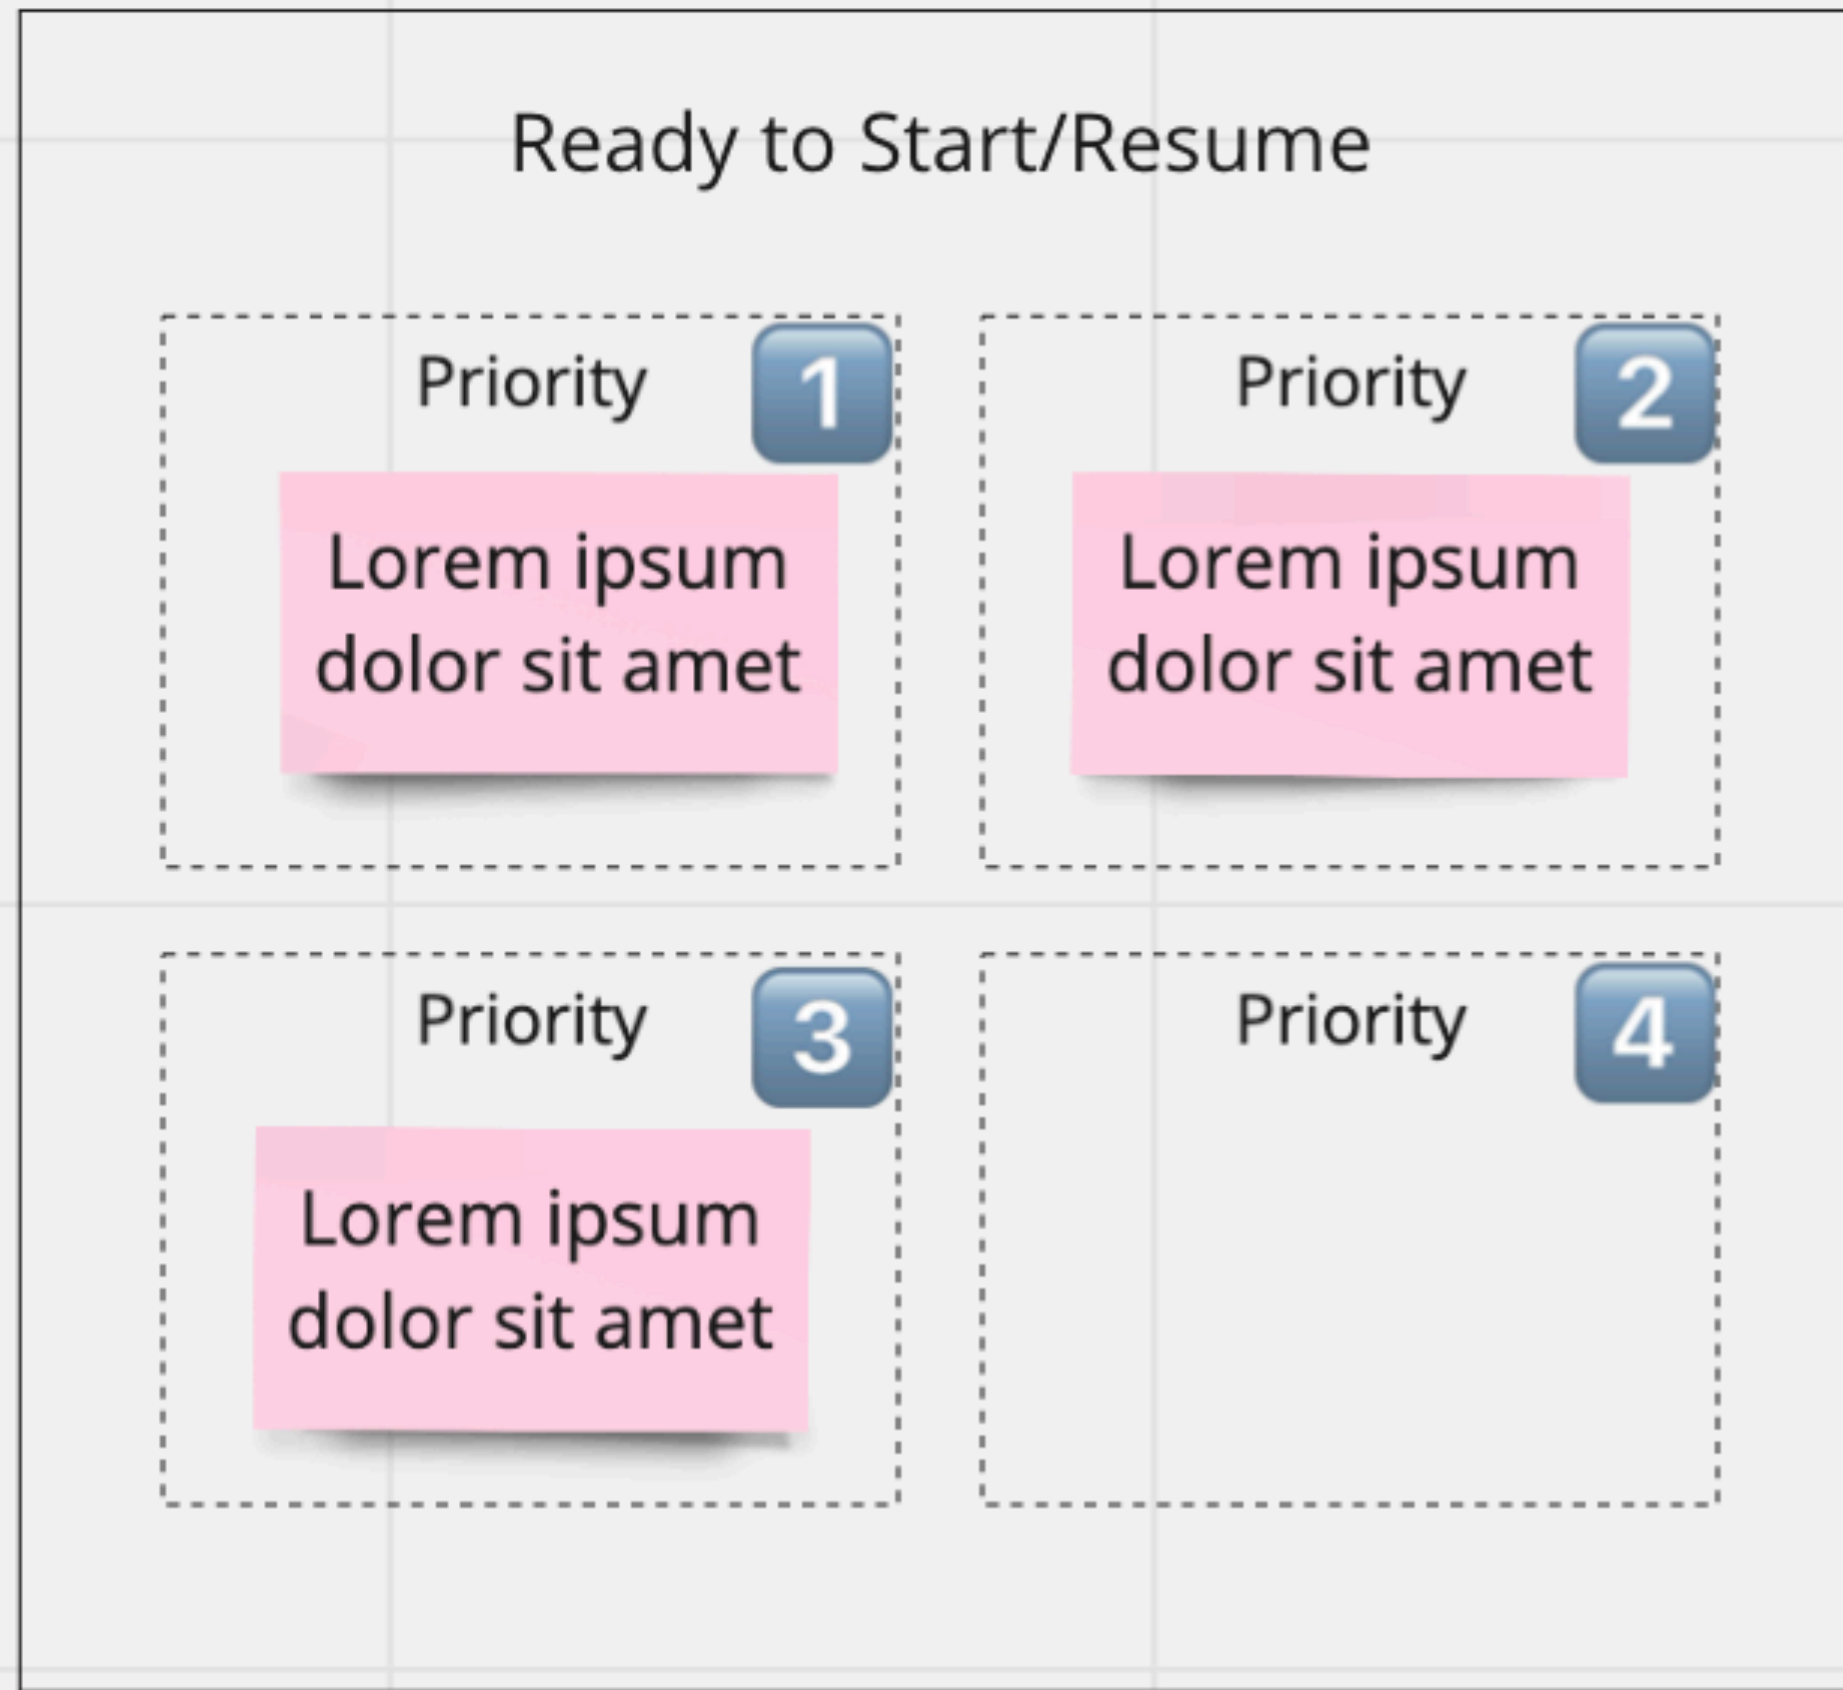 Ready to Start/Resume
Priority 1
Lorem ipsum
dolor sit amet
Priority 2
Lorem ipsum
dolor sit amet
Priority 3
Lorem ipsum
dolor sit amet
Priority 4